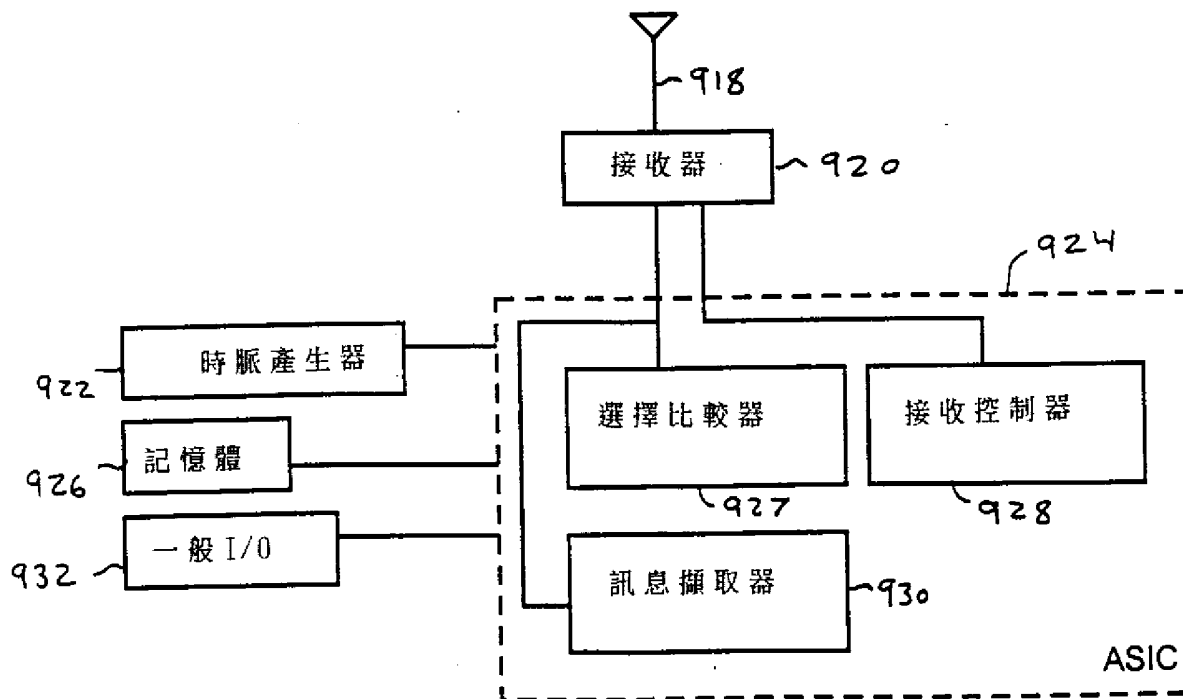 918
接收器
920
924
時脈產生器
922
選擇比較器
接收控制器
記憶體
926
927
928
一般I/O
932
訊息擷取器
930
ASIC